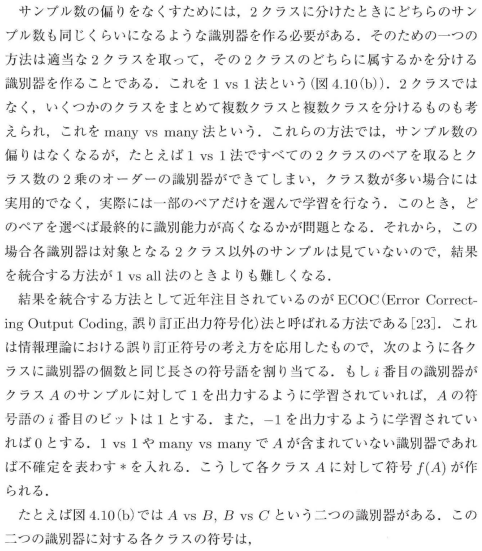 サンプル数の偏りをなくすためには，2クラスに分けたときにどちらのサン
プル数も同じくらいになるような識別器を作る必要がある．そのための一つの
方法は適当な2クラスを取って，その2クラスのどちらに属するかを分ける
識別器を作ることである．これを1 vs 1法という(図4.10(b))．2クラスでは
なく，いくつかのクラスをまとめて複数クラスと複数クラスを分けるものも考
えられ，これをmany vs many法という．これらの方法では，サンプル数の
偏りはなくなるが，たとえば1 vs 1法ですべての2クラスのペアを取るとク
ラス数の2乗のオーダーの識別器ができてしまい，クラス数が多い場合には
実用的でなく，実際には一部のペアだけを選んで学習を行なう．このとき，ど
のペアを選べば最終的に識別能力が高くなるかが問題となる．それから，この
場合各識別器は対象となる2クラス以外のサンプルは見ていないので，結果
を統合する方法が1 vs all法のときよりも難しくなる．
結果を統合する方法として近年注目されているのがECOC(Error Correct-
ing Output Coding, 誤り訂正出力符号化)法と呼ばれる方法である[23]．これ
は情報理論における誤り訂正符号の考え方を応用したもので，次のように各ク
ラスに識別器の個数と同じ長さの符号語を割り当てる．もしi番目の識別器が
クラスAのサンプルに対して1を出力するように学習されていれば，Aの符
号語のi番目のビットは1とする．また，−1を出力するように学習されてい
れば0とする．1 vs 1やmany vs manyでAが含まれていない識別器であれ
ば不確定を表わす*を入れる．こうして各クラスAに対して符号f(A)が作
られる．
たとえば図4.10(b)ではA vs B, B vs Cという二つの識別器がある．この
二つの識別器に対する各クラスの符号は，